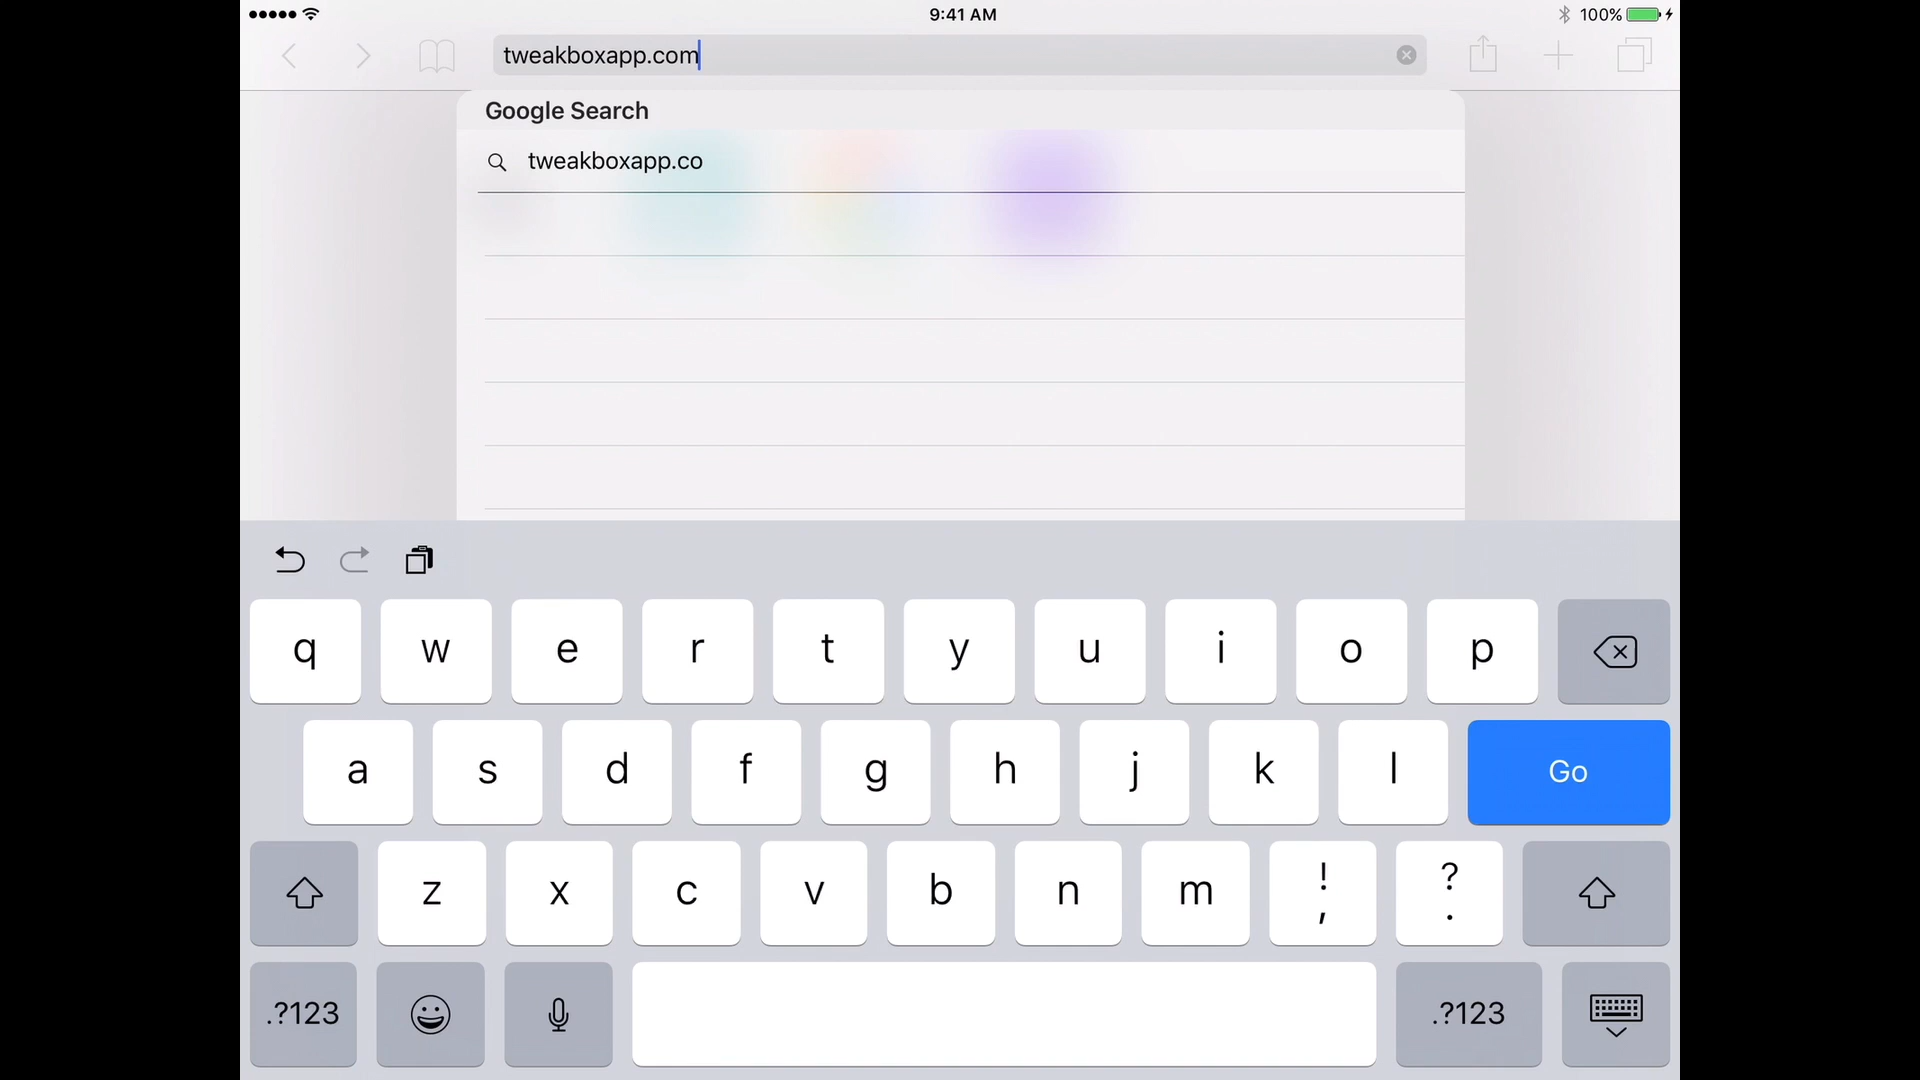 9:41 AM
100%
tweakboxapp.com
Google Search
tweakboxapp.co
q w e r t y u i o p
a s d f g h j k l Go
z x c v b n m ! , ? .
.?123 .?123